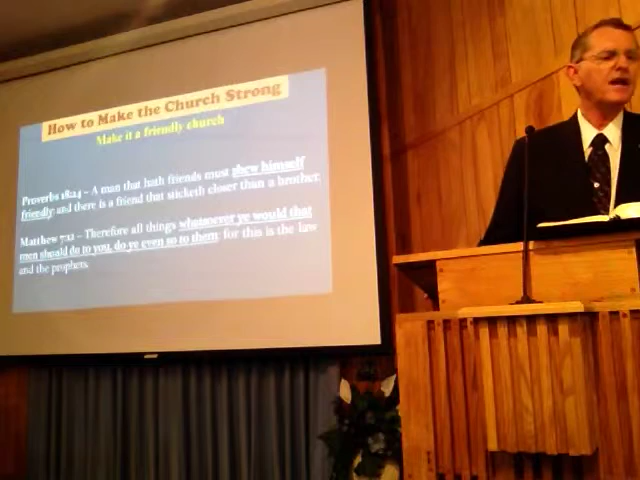 How to Make the Church Strong
Make it a friendly church
Proverbs 18:24 – A man that hath friends must shew himself
friendly: and there is a friend that sticketh closer than a brother.
Matthew 7:12 – Therefore all things whatsoever ye would that
men should do to you, do ye even so to them: for this is the law
and the prophets.